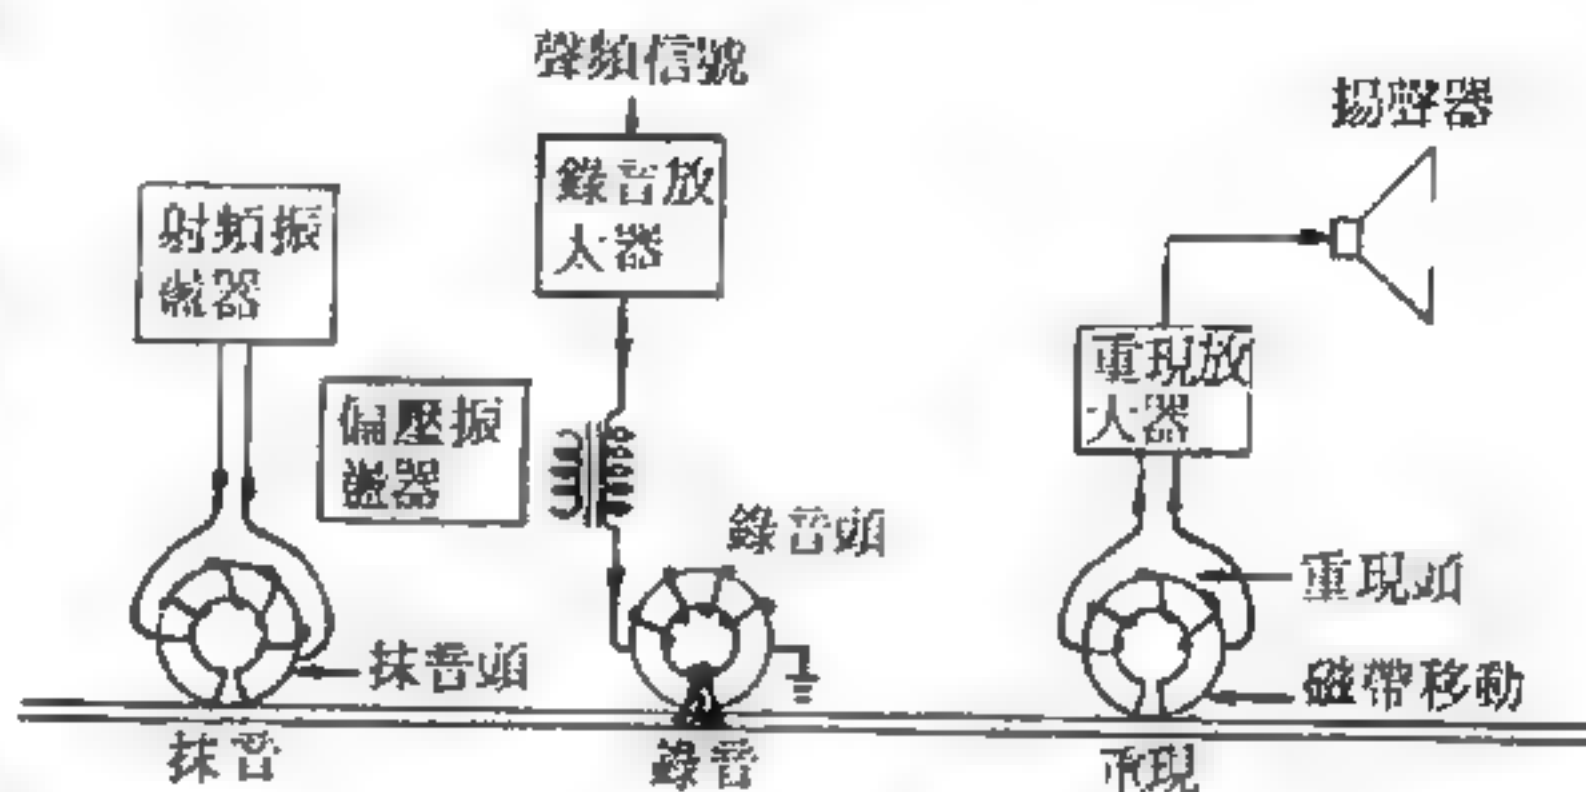 聲頻信號
錄音放
大器
揚聲器
射頻振
盪器
偏壓振
盪器
重現放
大器
錄音頭
重現頭
抹音頭
磁帶移動
抹音
錄音
重現